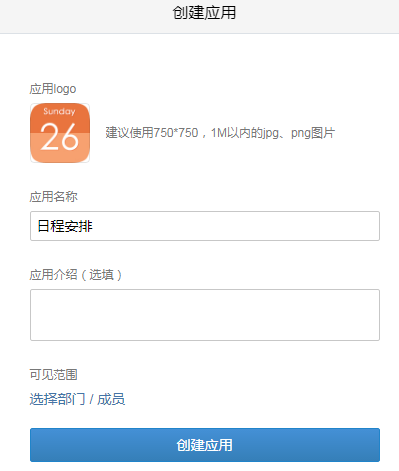 创建应用
应用logo
Sunday
26
建议使用750*750，1M以内的jpg、png图片
应用名称
日程安排
应用介绍（选填）
可见范围
选择部门 / 成员
创建应用